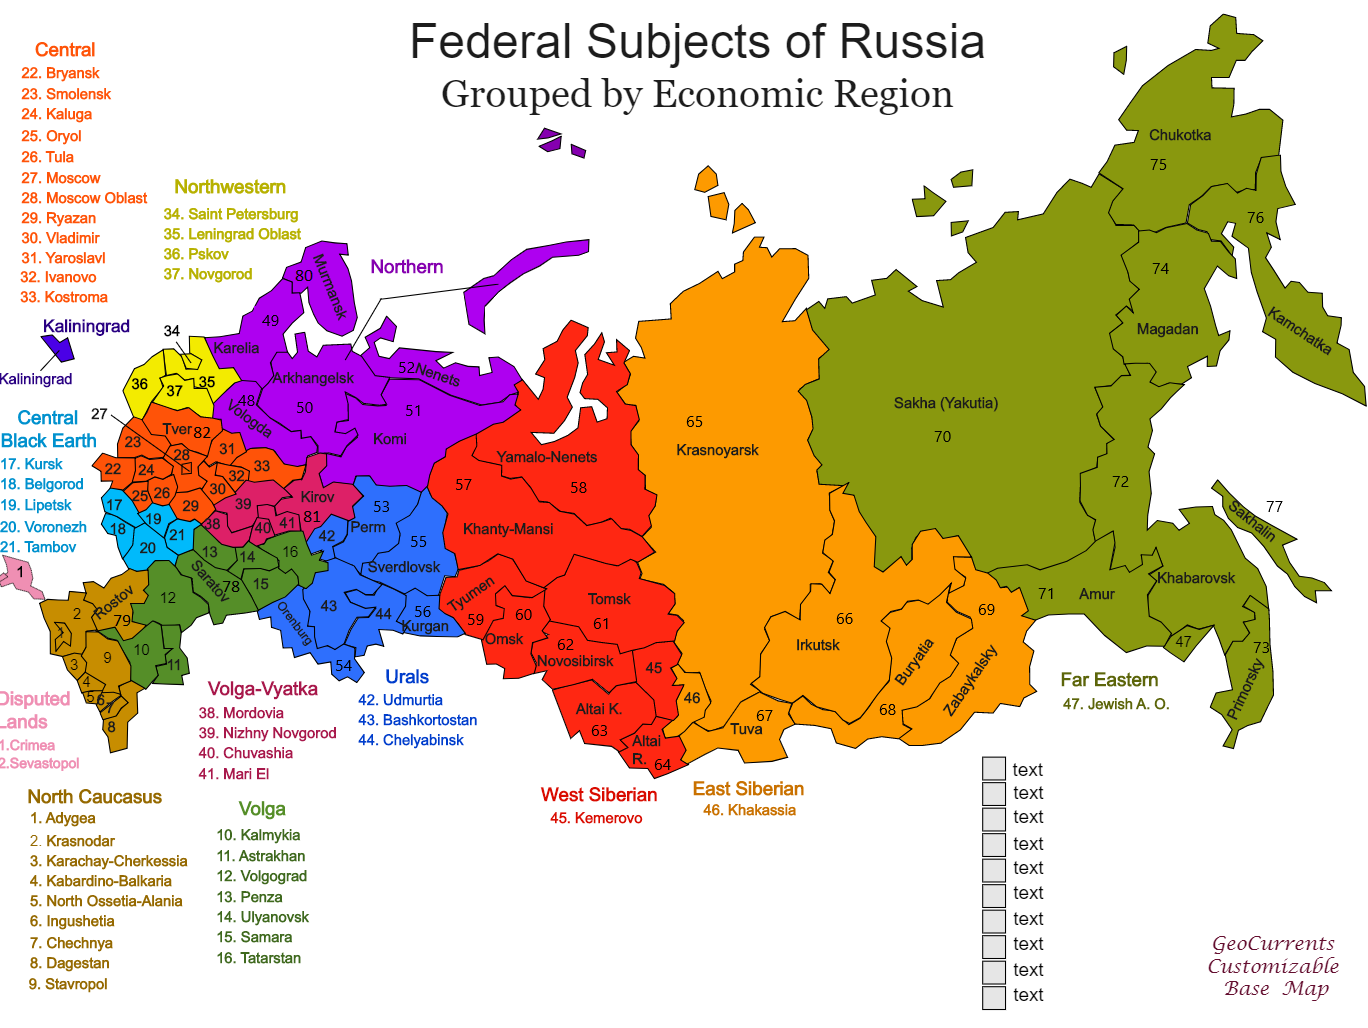 Federal Subjects of Russia
Grouped by Economic Region
Central
22. Bryansk
23. Smolensk
24. Kaluga
25. Oryol
26. Tula
27. Moscow
28. Moscow Oblast
29. Ryazan
30. Vladimir
31. Yaroslavl
32. Ivanovo
33. Kostroma
Northwestern
34. Saint Petersburg
35. Leningrad Oblast
36. Pskov
37. Novgorod
Northern
Kaliningrad
Kaliningrad
Central
Black Earth
17. Kursk
18. Belgorod
19. Lipetsk
20. Voronezh
21. Tambov
Disputed
Lands
1.Crimea
2.Sevastopol
North Caucasus
1. Adygea
2. Krasnodar
3. Karachay-Cherkessia
4. Kabardino-Balkaria
5. North Ossetia-Alania
6. Ingushetia
7. Chechnya
8. Dagestan
9. Stavropol
Volga-Vyatka
38. Mordovia
39. Nizhny Novgorod
40. Chuvashia
41. Mari El
Volga
10. Kalmykia
11. Astrakhan
12. Volgograd
13. Penza
14. Ulyanovsk
15. Samara
16. Tatarstan
Urals
42. Udmurtia
43. Bashkortostan
44. Chelyabinsk
West Siberian
45. Kemerovo
East Siberian
46. Khakassia
Far Eastern
47. Jewish A. O.
80
Murmansk
49
Karelia
34
36
37
35
Arkhangelsk
50
52
Nenets
51
Komi
48
Vologda
27
Tver
82
23
28
31
22
24
32
33
25
26
30
29
17
18
19
20
21
39
38
40
41
Kirov
81
13
14
16
15
Saratov
78
12
10
11
1
2
Rostov
79
9
3
4
5
6
7
8
53
Perm
42
55
Sverdlovsk
43
44
56
Kurgan
Orenburg
54
57
Yamalo-Nenets
58
Khanty-Mansi
Tyumen
59
60
Omsk
Tomsk
61
62
Novosibirsk
45
Altai K.
63
Altai
R.
64
65
Krasnoyarsk
46
Tuva
67
66
Irkutsk
Buryatia
68
69
Zabaykalsky
Sakha (Yakutia)
70
71
Amur
72
Khabarovsk
47
73
Primorsky
Chukotka
75
76
74
Magadan
Kamchatka
77
Sakhalin
text
text
text
text
text
text
text
text
text
text
GeoCurrents
Customizable
Base Map